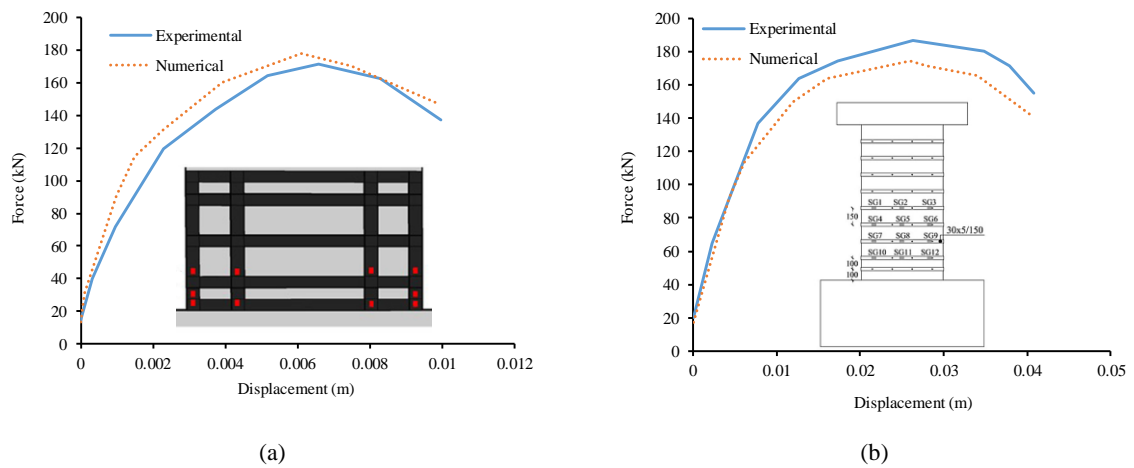 200
180
160
140
120
100
80
60
40
20
0
Force (kN)
Experimental
Numerical
0 0.002 0.004 0.006 0.008 0.01 0.012
Displacement (m)
(a)
200
180
160
140
120
100
80
60
40
20
0
Force (kN)
Experimental
Numerical
SG1 SG2 SG3
150
SG4 SG5 SG6
SG7 SG8 SG9
30x5/150
SG10 SG11 SG12
100
100
0 0.01 0.02 0.03 0.04 0.05
Displacement (m)
(b)